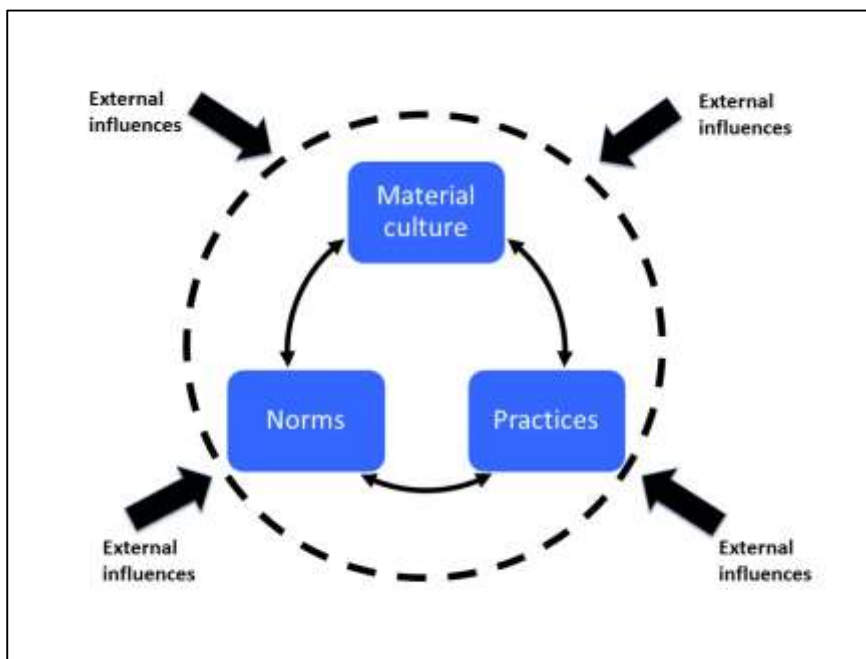 External
influences
External
influences
Material
culture
Norms
Practices
External
influences
External
influences